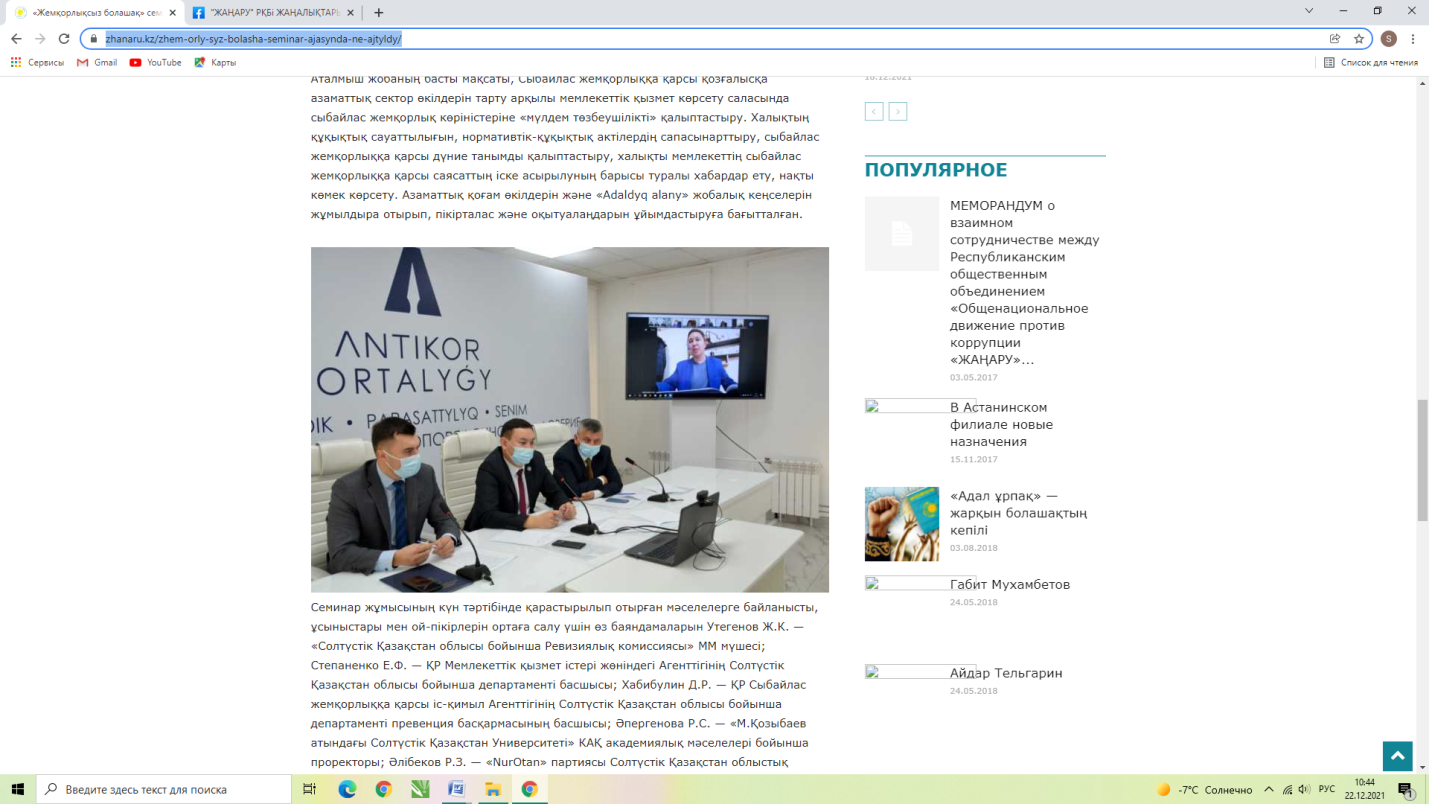 «Жемқорлықсыз болашақ» сем
"ЖАҢАРУ" РҚБі ЖАҢАЛЫҚТАРЫ
zhanaru.kz/zhem-orly-syz-bolasha-seminar-ajasynda-ne-ajtyldy/
S
Сервисы
Gmail
YouTube
Карты
Список для чтения
Аталмыш жобаның басты мақсаты, Сыбайлас жемқорлыққа қарсы қозғалысқа
азаматтық сектор өкілдерін тарту арқылы мемлекеттік қызмет көрсету саласында
сыбайлас жемқорлық көріністеріне «мүлдем төзбеушілікті» қалыптастыру. Халықтың
құқықтық сауаттылығын, нормативтік-құқықтық актілердің сапасынарттыру, сыбайлас
жемқорлыққа қарсы дүние танымды қалыптастыру, халықты мемлекеттің сыбайлас
жемқорлыққа қарсы саясаттың іске асырылуның барысы туралы хабардар ету, нақты
көмек көрсету. Азаматтық қоғам өкілдерін және «Adaldyq alany» жобалық кеңселерін
жұмылдыра отырып, пікірталас және оқытуалаңдарын ұйымдастыруға бағытталған.
ANTIKOR
ORTALYǴY
DIK • PARASATTYLYQ • SENIM
Семинар жұмысының күн тәртібінде қарастырылып отырған мәселелерге байланысты,
ұсыныстары мен ой-пікірлерін ортаға салу үшін өз баяндамаларын Утегенов Ж.К. —
«Солтүстік Қазақстан облысы бойынша Ревизиялық комиссиясы» ММ мүшесі;
Степаненко Е.Ф. — ҚР Мемлекеттік қызмет істері жөніндегі Агенттігінің Солтүстік
Қазақстан облысы бойынша департаменті басшысы; Хабибулин Д.Р. — ҚР Сыбайлас
жемқорлыққа қарсы іс-қимыл Агенттігінің Солтүстік Қазақстан облысы бойынша
департаменті превенция басқармасының басшысы; Әпергенова Р.С. — «М.Қозыбаев
атындағы Солтүстік Қазақстан Университеті» КАҚ академиялық мәселелері бойынша
проректоры; Әлібеков Р.З. — «NurOtan» партиясы Солтүстік Қазақстан облыстық
16.12.2021
ПОПУЛЯРНОЕ
МЕМОРАНДУМ о
взаимном
сотрудничестве между
Республиканским
общественным
объединением
«Общенациональное
движение против
коррупции
«ЖАҢАРУ»...
03.05.2017
В Астанинском
филиале новые
назначения
15.11.2017
«Адал ұрпақ» —
жарқын болашақтың
кепілі
03.08.2018
Габит Мухамбетов
24.05.2018
Айдар Тельгарин
24.05.2018
Введите здесь текст для поиска
-7°C Солнечно
РУС
10:44
22.12.2021
1